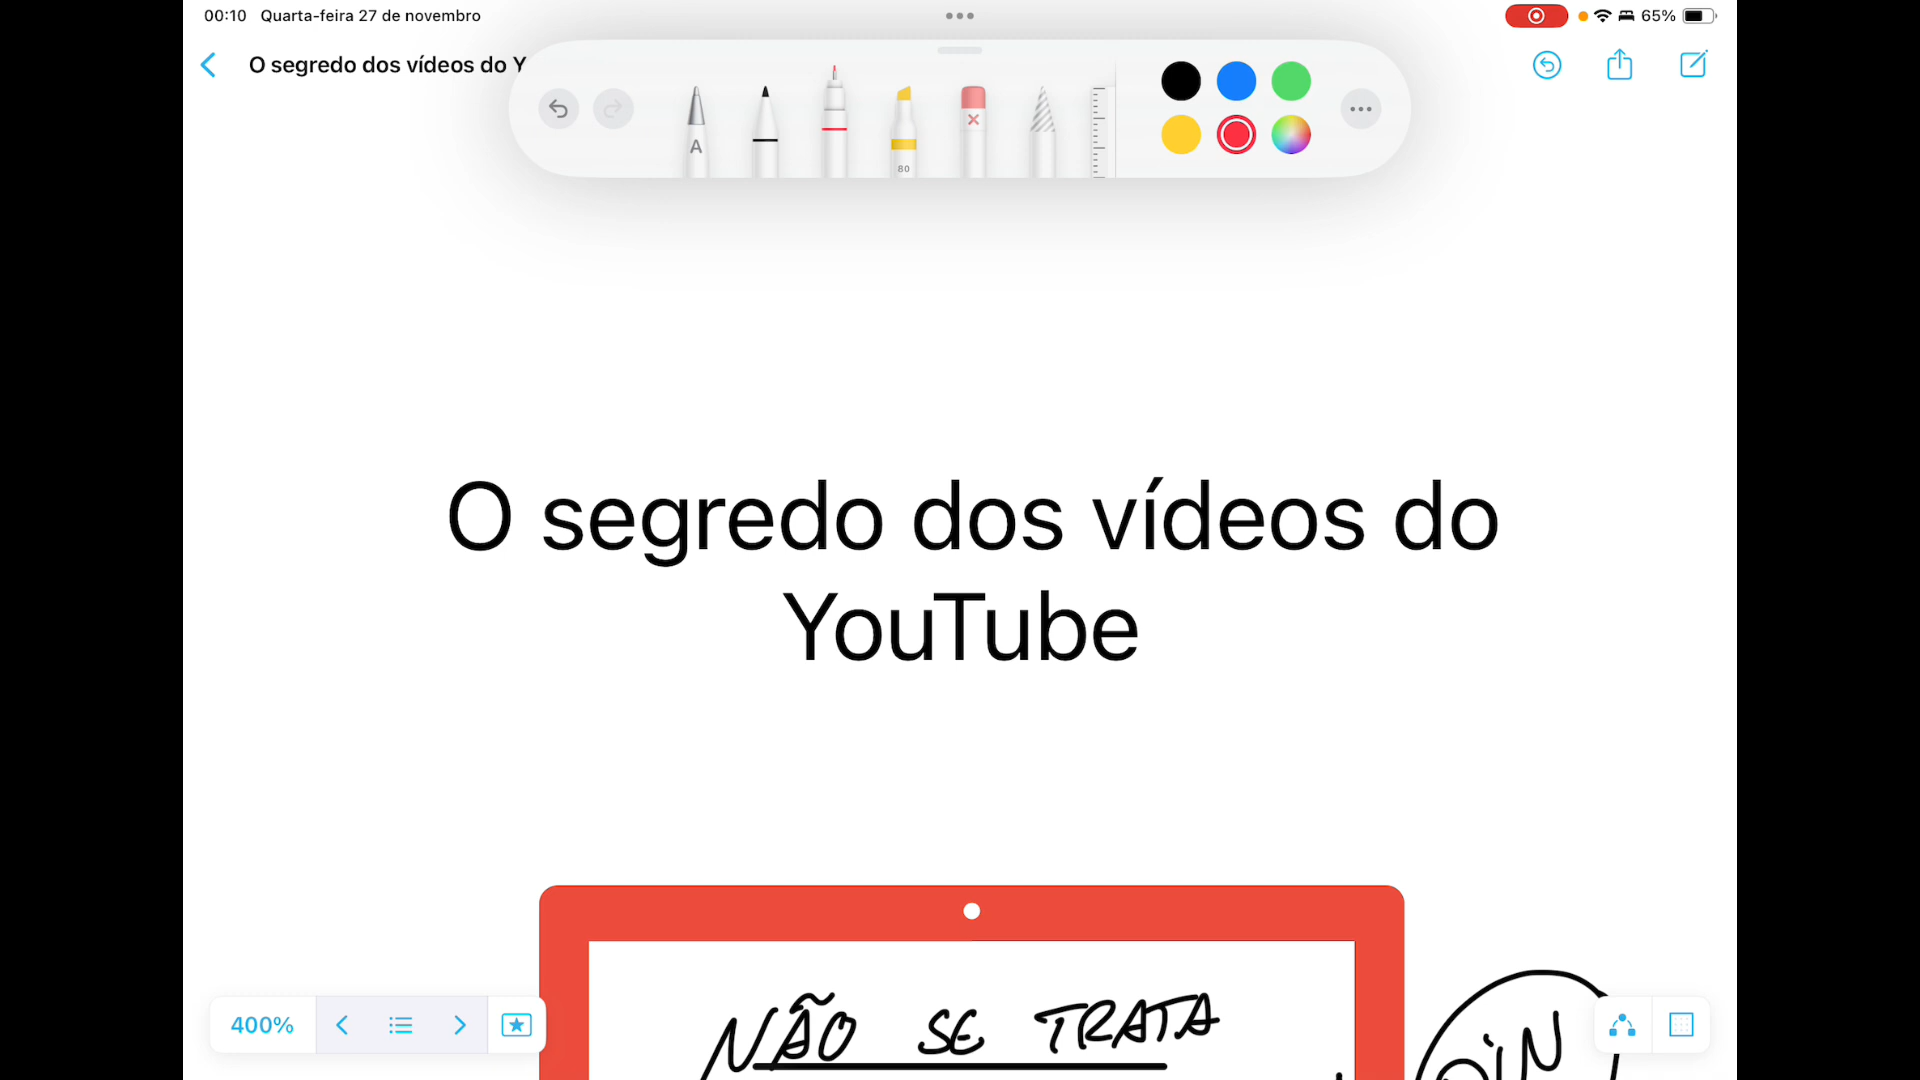 00:10 Quarta-feira 27 de novembro
65%
O segredo dos vídeos do Y
A
80
O segredo dos vídeos do
YouTube
NÃO SE TRATA
400%